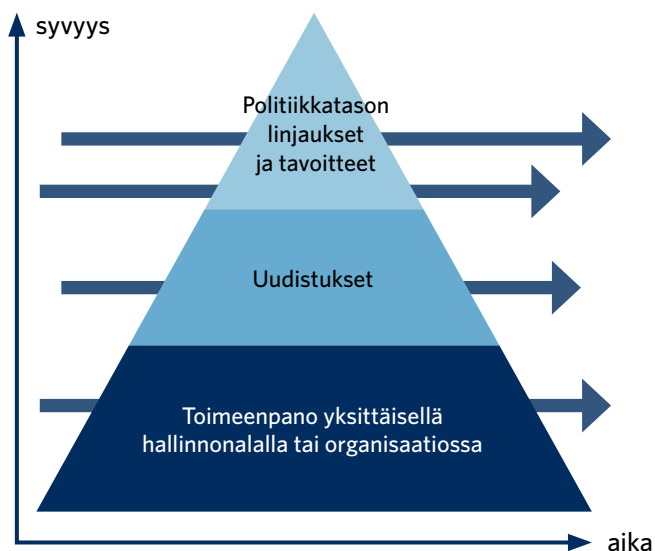 syvyys
Politiikkatason
linjaukset
ja tavoitteet
Uudistukset
Toimeenpano yksittäisellä
hallinnonalalla tai organisaatiossa
aika